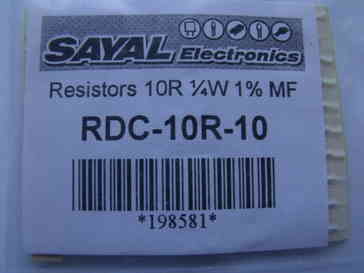 SAYAL Electronics
Resistors 10R ¼W 1% MF
RDC-10R-10
*198581*